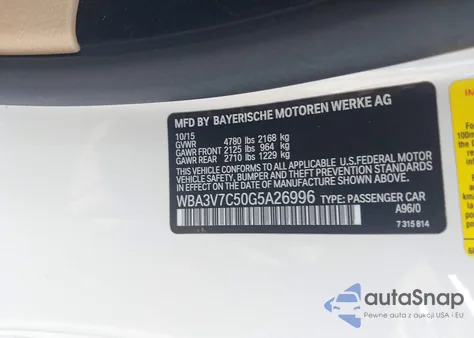 MFD BY BAYERISCHE MOTOREN WERKE AG
10/15
GVWR 4780 lbs 2168 kg
GAWR FRONT 2125 lbs 964 kg
GAWR REAR 2710 lbs 1229 kg
THIS VEHICLE CONFORMS TO ALL APPLICABLE U.S.FEDERAL MOTOR
VEHICLE SAFETY, BUMPER, AND THEFT PREVENTION STANDARDS IN
EFFECT ON THE DATE OF MANUFACTURE SHOWN ABOVE.
WBA3V7C50G5A26996 TYPE: PASSENGER CAR
A96/0
7 315 814
autoSnap
Pewne auta z aukcji USA i EU